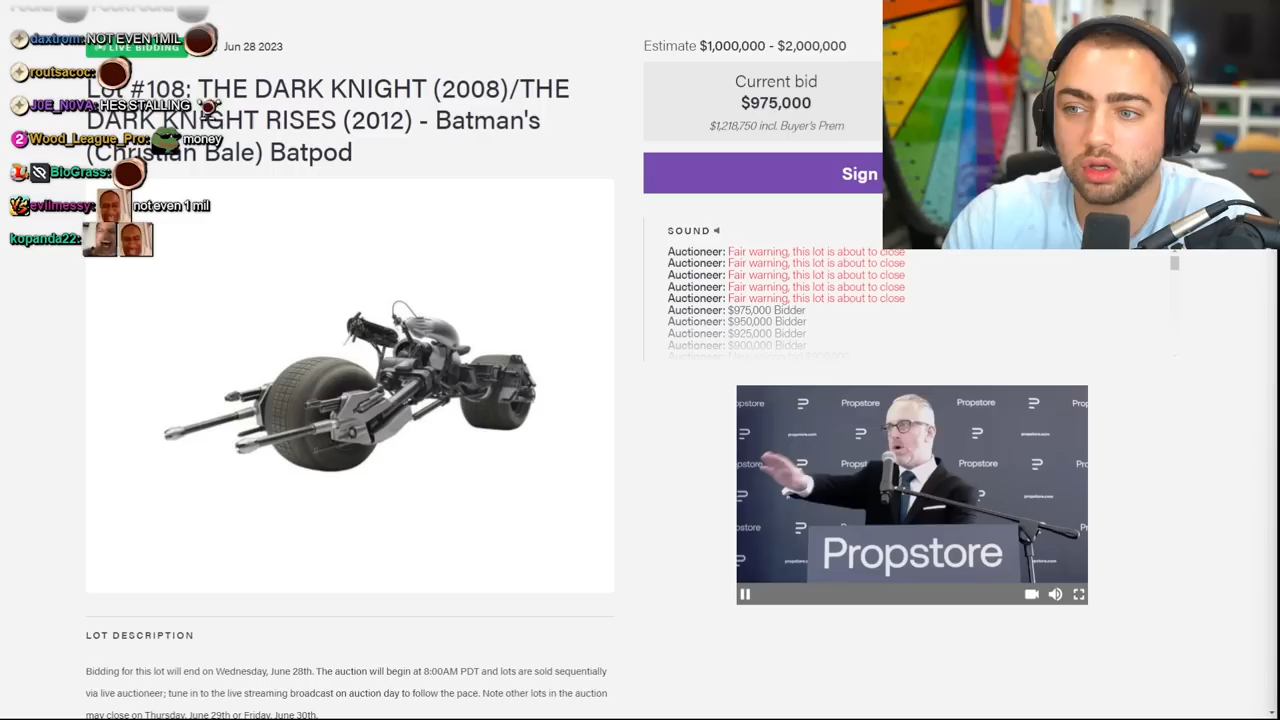 daxtrom: NOT EVEN 1MIL
routsacoc:
J0E_N0VA: HES STALLING
2 Wood_League_Pro: money
BioGrass:
evilmessy: not even 1 mil
kopanda22:
LIVE BIDDING
Jun 28 2023
Lot #108: THE DARK KNIGHT (2008)/THE
DARK KNIGHT RISES (2012) - Batman's
(Christian Bale) Batpod
Estimate $1,000,000 - $2,000,000
Current bid
$975,000
$1,218,750 incl. Buyer's Prem
Sign
SOUND
Auctioneer: Fair warning, this lot is about to close
Auctioneer: Fair warning, this lot is about to close
Auctioneer: Fair warning, this lot is about to close
Auctioneer: Fair warning, this lot is about to close
Auctioneer: Fair warning, this lot is about to close
Auctioneer: $975,000 Bidder
Auctioneer: $950,000 Bidder
Auctioneer: $925,000 Bidder
Auctioneer: $900,000 Bidder
Propstore
propstore.com
Propstore
LOT DESCRIPTION
Bidding for this lot will end on Wednesday, June 28th. The auction will begin at 8:00AM PDT and lots are sold sequentially
via live auctioneer; tune in to the live streaming broadcast on auction day to follow the pace. Note other lots in the auction
may close on Thursday, June 29th or Friday, June 30th.